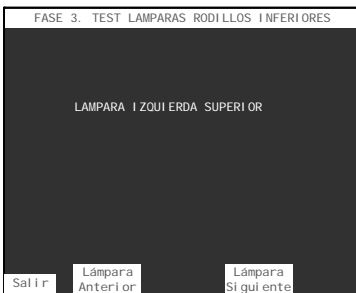 FASE 3. TEST LAMPARAS RODILLOS INFERIORES
LAMPARA IZQUIERDA SUPERIOR
Salir
Lámpara
Anterior
Lámpara
Siguiente